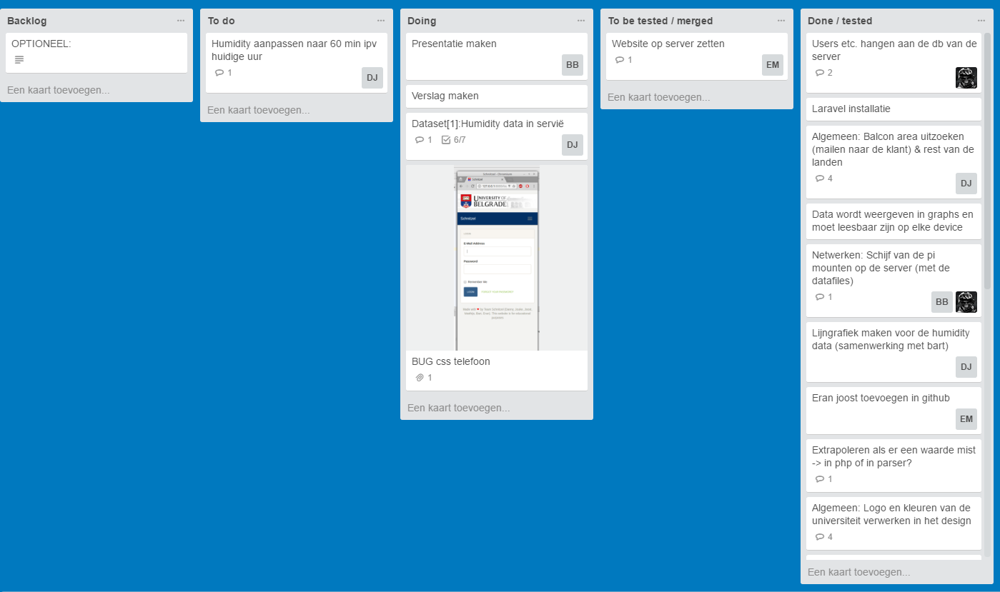 Backlog
OPTIONEEL:
Een kaart toevoegen...
To do
Humidity aanpassen naar 60 min ipv
huidige uur
1
DJ
Een kaart toevoegen...
Doing
Presentatie maken
BB
Verslag maken
Dataset[1]:Humidity data in servië
1 6/7
DJ
UNIVERSITY OF
BELGRADE
Schnitzel
LOGIN
E-Mail Address
Password
Remember Me
LOGIN
BUG css telefoon
1
Een kaart toevoegen...
To be tested / merged
Website op server zetten
1
EM
Een kaart toevoegen...
Done / tested
Users etc. hangen aan de db van de
server
2
Laravel installatie
Algemeen: Balcon area uitzoeken
(mailen naar de klant) & rest van de
landen
4
DJ
Data wordt weergeven in graphs en
moet leesbaar zijn op elke device
Netwerken: Schijf van de pi
mounten op de server (met de
datafiles)
1
BB
Lijngrafiek maken voor de humidity
data (samenwerking met bart)
DJ
Eran joost toevoegen in github
EM
Extrapoleren als er een waarde mist
-> in php of in parser?
1
Algemeen: Logo en kleuren van de
universiteit verwerken in het design
4
Een kaart toevoegen...